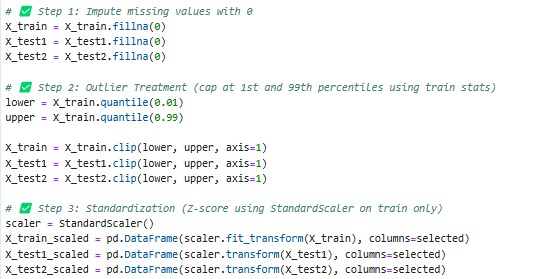 # ✅ Step 1: Impute missing values with 0
X_train = X_train.fillna(0)
X_test1 = X_test1.fillna(0)
X_test2 = X_test2.fillna(0)
# ✅ Step 2: Outlier Treatment (cap at 1st and 99th percentiles using train stats)
lower = X_train.quantile(0.01)
upper = X_train.quantile(0.99)
X_train = X_train.clip(lower, upper, axis=1)
X_test1 = X_test1.clip(lower, upper, axis=1)
X_test2 = X_test2.clip(lower, upper, axis=1)
# ✅ Step 3: Standardization (Z-score using StandardScaler on train only)
scaler = StandardScaler()
X_train_scaled = pd.DataFrame(scaler.fit_transform(X_train), columns=selected)
X_test1_scaled = pd.DataFrame(scaler.transform(X_test1), columns=selected)
X_test2_scaled = pd.DataFrame(scaler.transform(X_test2), columns=selected)